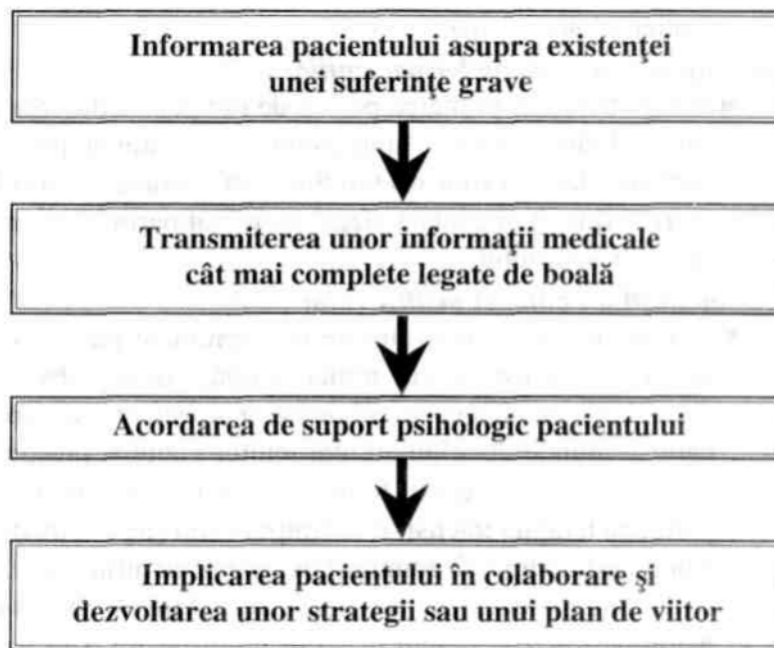 Informarea pacientului asupra existenţei
unei suferinţe grave
Transmiterea unor informaţii medicale
cât mai complete legate de boală
Acordarea de suport psihologic pacientului
Implicarea pacientului în colaborare şi
dezvoltarea unor strategii sau unui plan de viitor